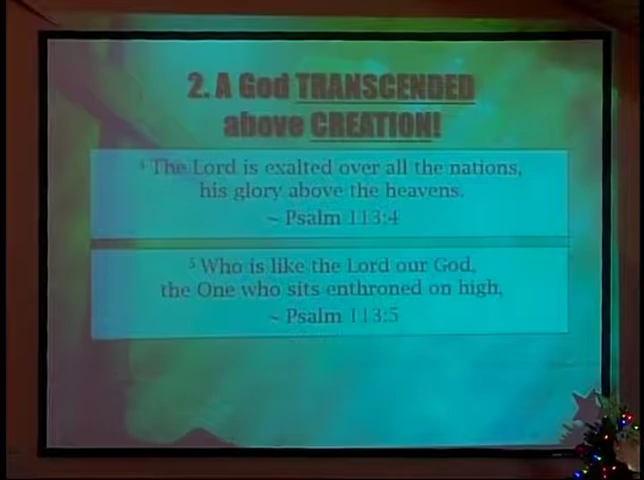 2. A God TRANSCENDED
above CREATION!
4 The Lord is exalted over all the nations,
his glory above the heavens.
~ Psalm 113:4
5 Who is like the Lord our God,
the One who sits enthroned on high,
~ Psalm 113:5